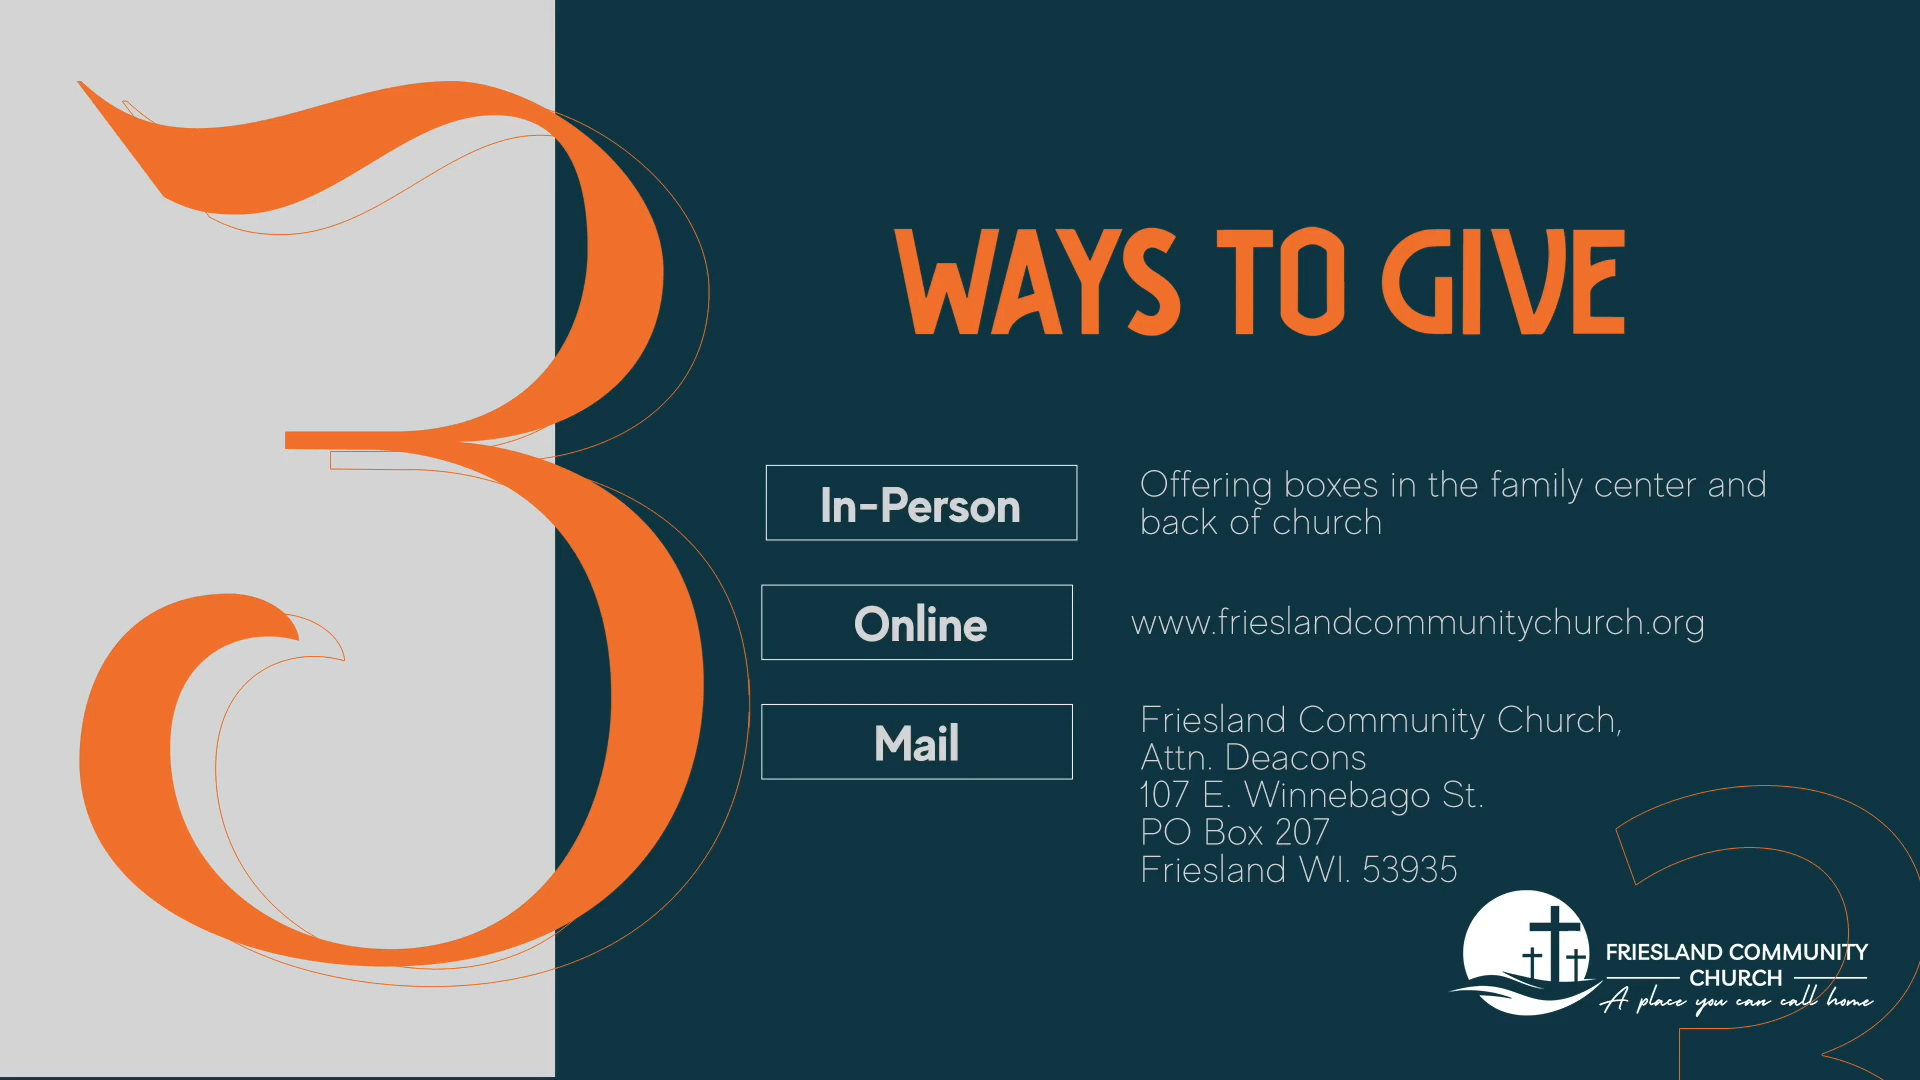 3
WAYS TO GIVE
In-Person
Offering boxes in the family center and
back of church
Online
www.frieslandcommunitychurch.org
Mail
Friesland Community Church,
Attn. Deacons
107 E. Winnebago St.
PO Box 207
Friesland WI. 53935
FRIESLAND COMMUNITY
CHURCH
A place you can call home
3